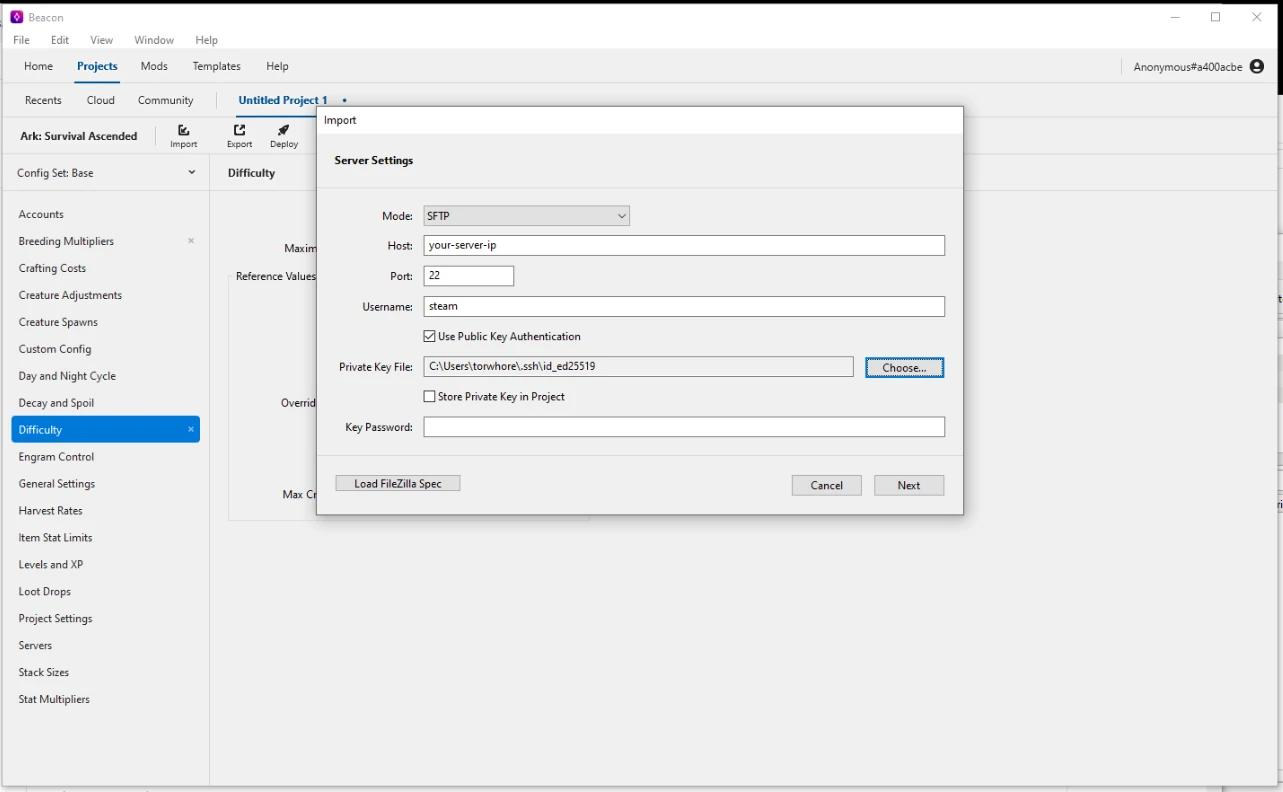 Beacon
File Edit View Window Help
Home Projects Mods Templates Help Anonymous#a400acbe
Recents Cloud Community Untitled Project 1 •
Ark: Survival Ascended Import Export Deploy
Config Set: Base
Difficulty
Accounts
Breeding Multipliers ×
Crafting Costs
Creature Adjustments
Creature Spawns
Custom Config
Day and Night Cycle
Decay and Spoil
Difficulty ×
Engram Control
General Settings
Harvest Rates
Item Stat Limits
Levels and XP
Loot Drops
Project Settings
Servers
Stack Sizes
Stat Multipliers
Maxim
Reference Values
Overrid
Max Cr
Import
Server Settings
Mode: SFTP
Host: your-server-ip
Port: 22
Username: steam
Use Public Key Authentication
Private Key File: C:\Users\torwhore\.ssh\id_ed25519 Choose...
Store Private Key in Project
Key Password:
Load FileZilla Spec Cancel Next